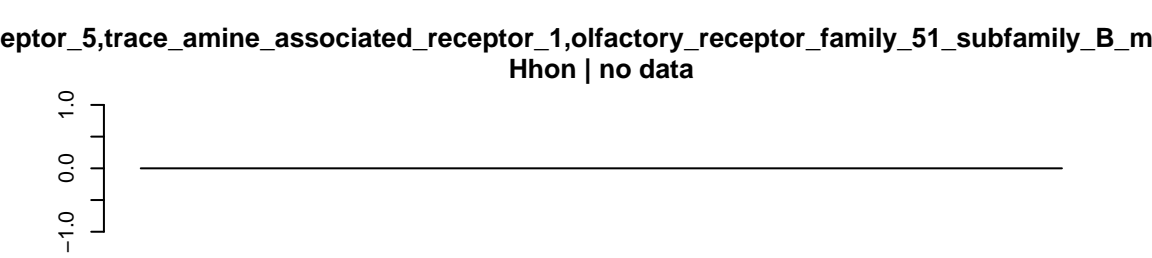 eptor_5,trace_amine_associated_receptor_1,olfactory_receptor_family_51_subfamily_B_m
Hhon | no data
1.0
0.0
−1.0